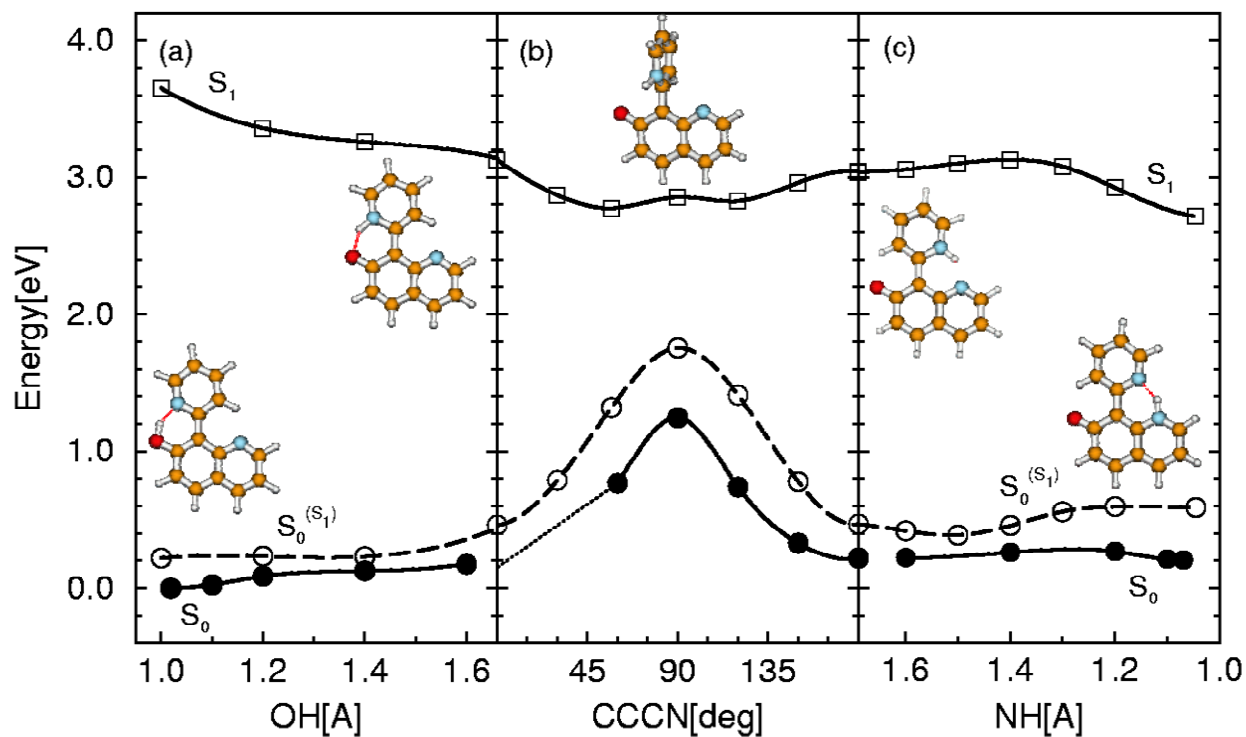 (a) (b) (c)
4.0
S₁
3.0
S₁
2.0
1.0
S₀^(S₁)
S₀^(S₁)
0.0
S₀
S₀
Energy[eV]
1.0 1.2 1.4 1.6 45 90 135 1.6 1.4 1.2 1.0
OH[A] CCCN[deg] NH[A]